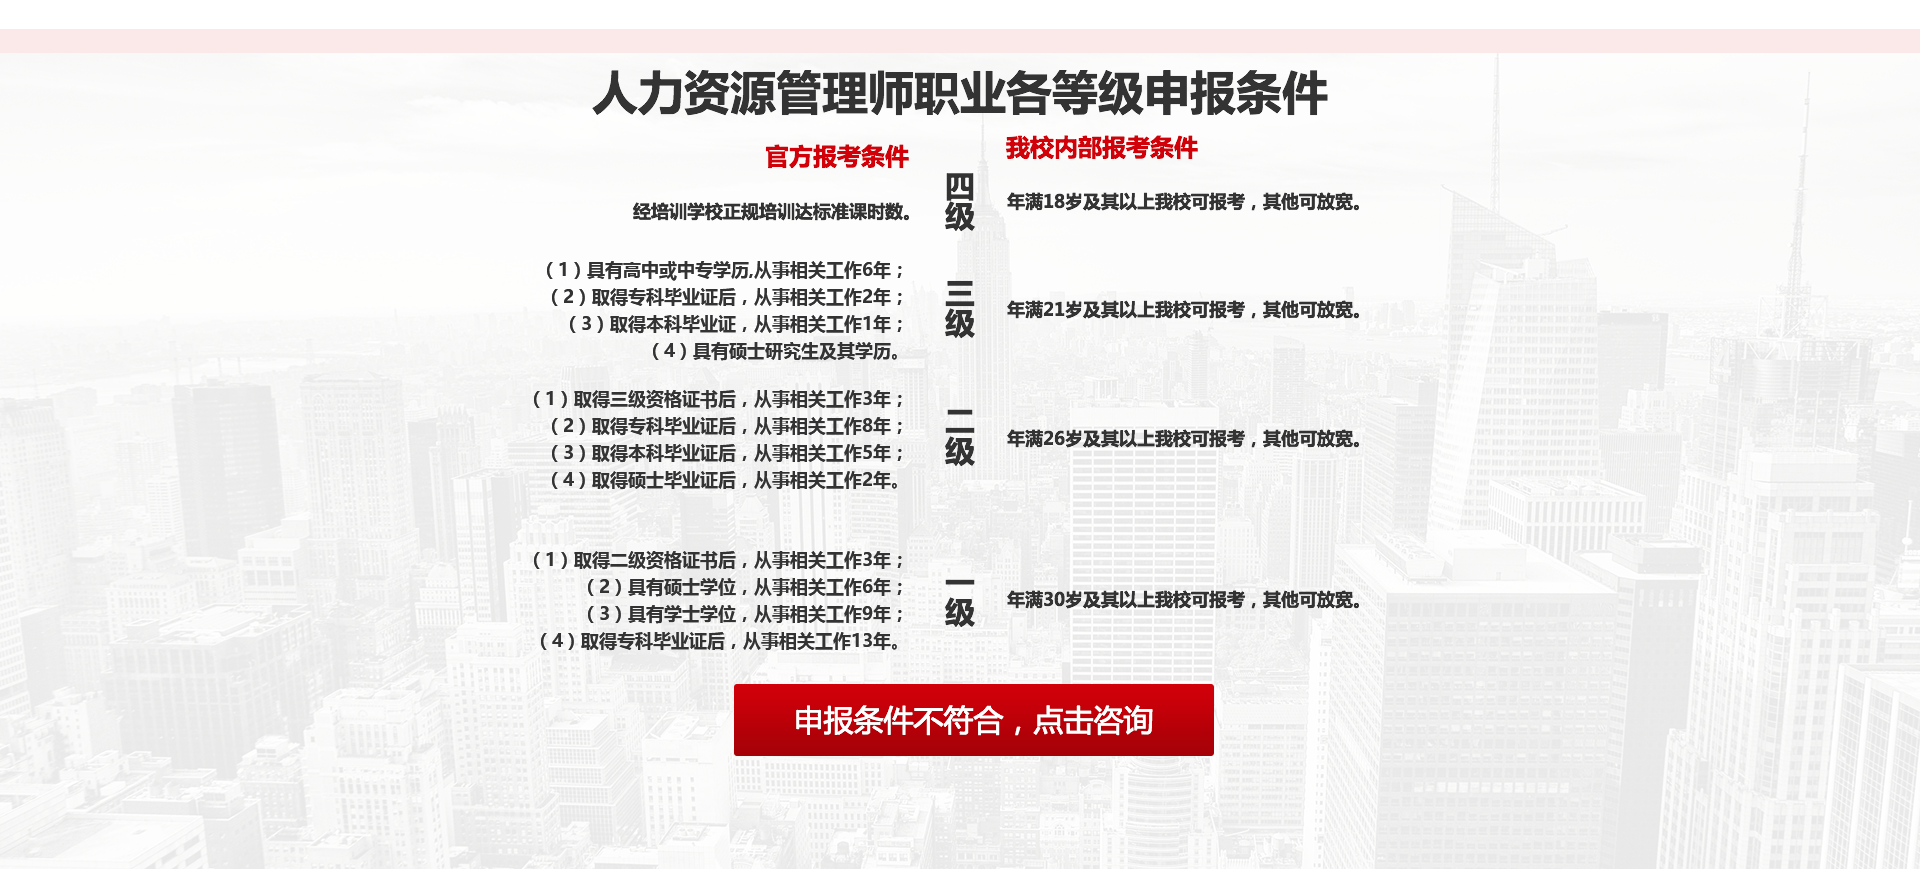 人力资源管理师职业各等级申报条件
官方报考条件
我校内部报考条件
四级
经培训学校正规培训达标准课时数。
年满18岁及其以上我校可报考，其他可放宽。
三级
（1）具有高中或中专学历,从事相关工作6年；
（2）取得专科毕业证后，从事相关工作2年；
（3）取得本科毕业证，从事相关工作1年；
（4）具有硕士研究生及其学历。
年满21岁及其以上我校可报考，其他可放宽。
二级
（1）取得三级资格证书后，从事相关工作3年；
（2）取得专科毕业证后，从事相关工作8年；
（3）取得本科毕业证后，从事相关工作5年；
（4）取得硕士毕业证后，从事相关工作2年。
年满26岁及其以上我校可报考，其他可放宽。
一级
（1）取得二级资格证书后，从事相关工作3年；
（2）具有硕士学位，从事相关工作6年；
（3）具有学士学位，从事相关工作9年；
（4）取得专科毕业证后，从事相关工作13年。
年满30岁及其以上我校可报考，其他可放宽。
申报条件不符合，点击咨询